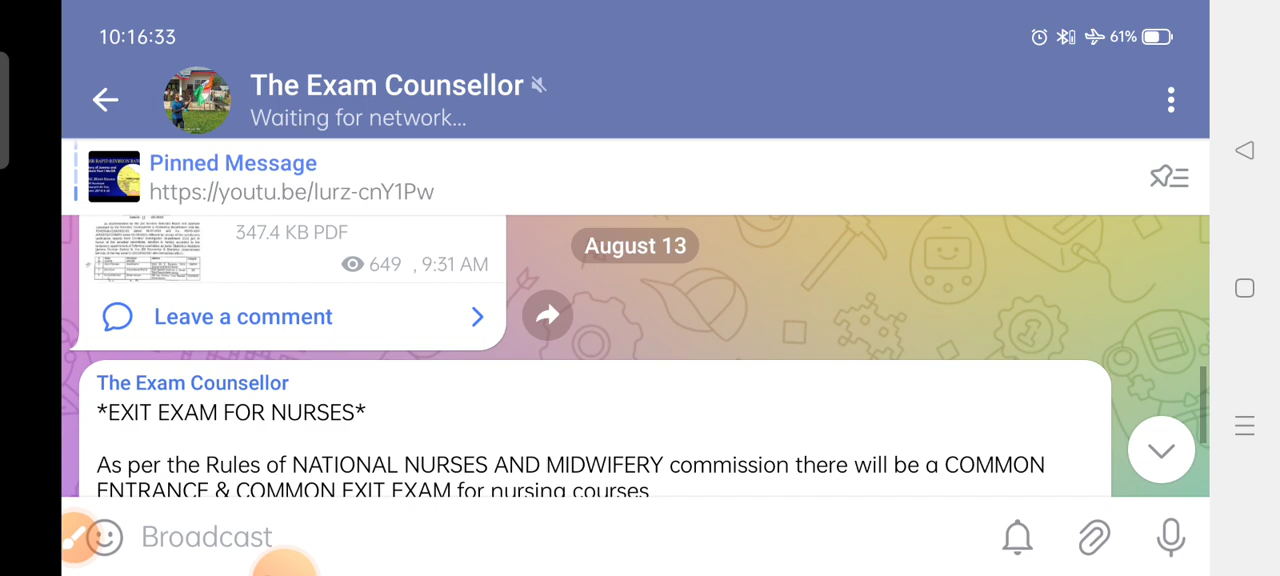 10:16:33
61%
The Exam Counsellor
Waiting for network...
Pinned Message
https://youtu.be/lurz-cnY1Pw
347.4 KB PDF
August 13
649 , 9:31 AM
Leave a comment
The Exam Counsellor
*EXIT EXAM FOR NURSES*
As per the Rules of NATIONAL NURSES AND MIDWIFERY commission there will be a COMMON
ENTRANCE & COMMON EXIT EXAM for nursing courses
Broadcast